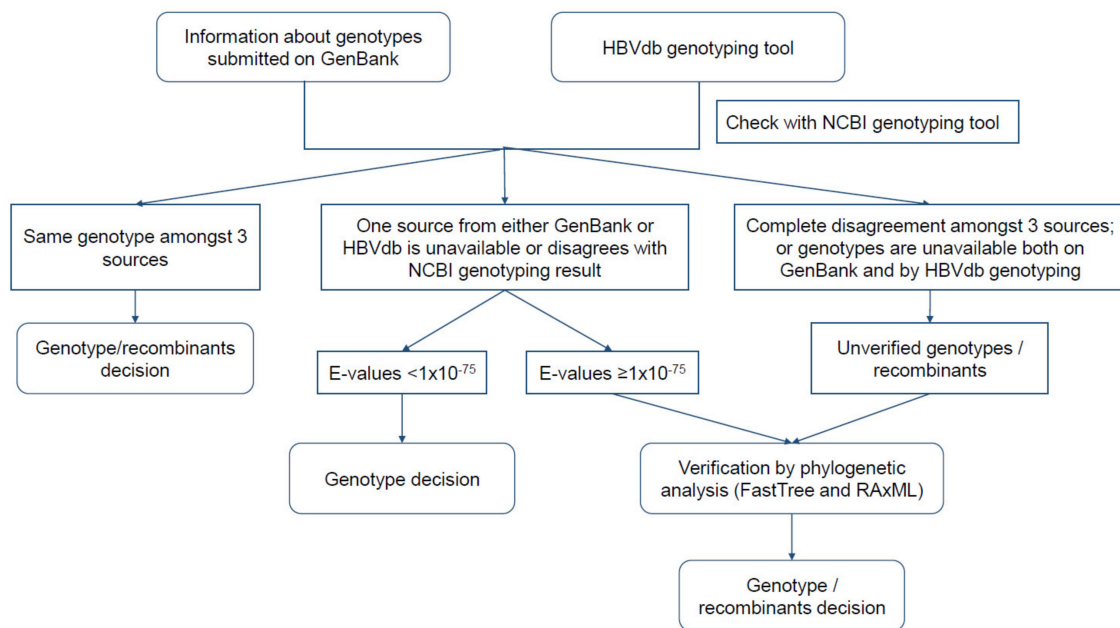 Information about genotypes
submitted on GenBank
HBVdb genotyping tool
Check with NCBI genotyping tool
Same genotype amongst 3
sources
One source from either GenBank or
HBVdb is unavailable or disagrees with
NCBI genotyping result
Complete disagreement amongst 3 sources;
or genotypes are unavailable both on
GenBank and by HBVdb genotyping
Genotype/recombinants
decision
E-values <1x10⁻⁷⁵
E-values ≥1x10⁻⁷⁵
Unverified genotypes /
recombinants
Genotype decision
Verification by phylogenetic
analysis (FastTree and RAxML)
Genotype /
recombinants decision